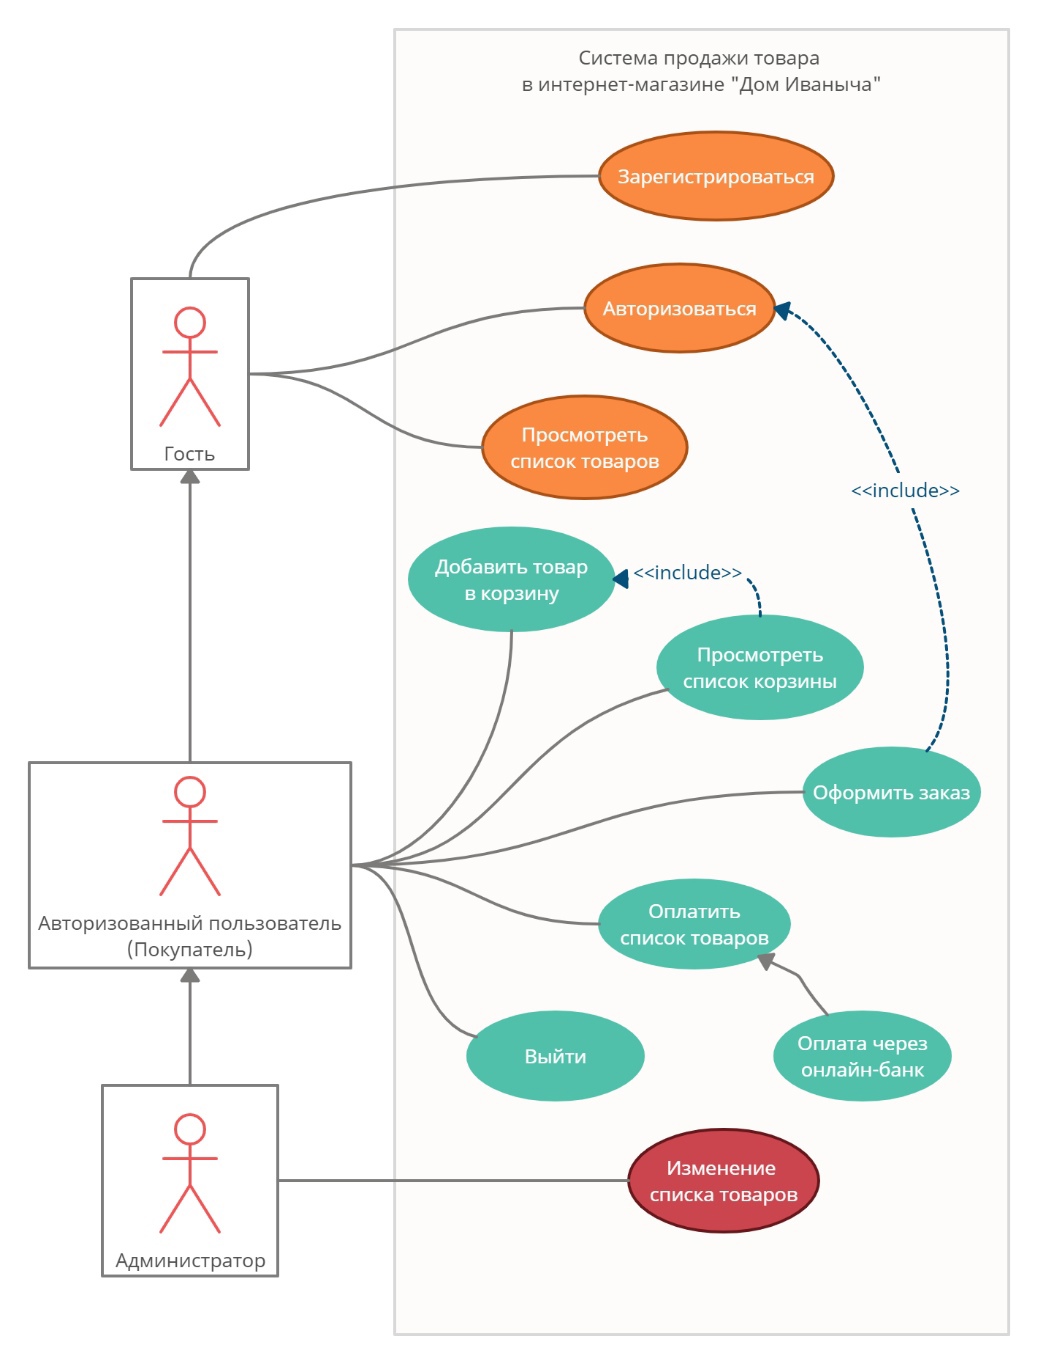 Система продажи товара
в интернет-магазине "Дом Иваныча"
Зарегистрироваться
Авторизоваться
Просмотреть
список товаров
Гость
<<include>>
Добавить товар
в корзину
<<include>>
Просмотреть
список корзины
Оформить заказ
Авторизованный пользователь
(Покупатель)
Оплатить
список товаров
Выйти
Оплата через
онлайн-банк
Изменение
списка товаров
Администратор